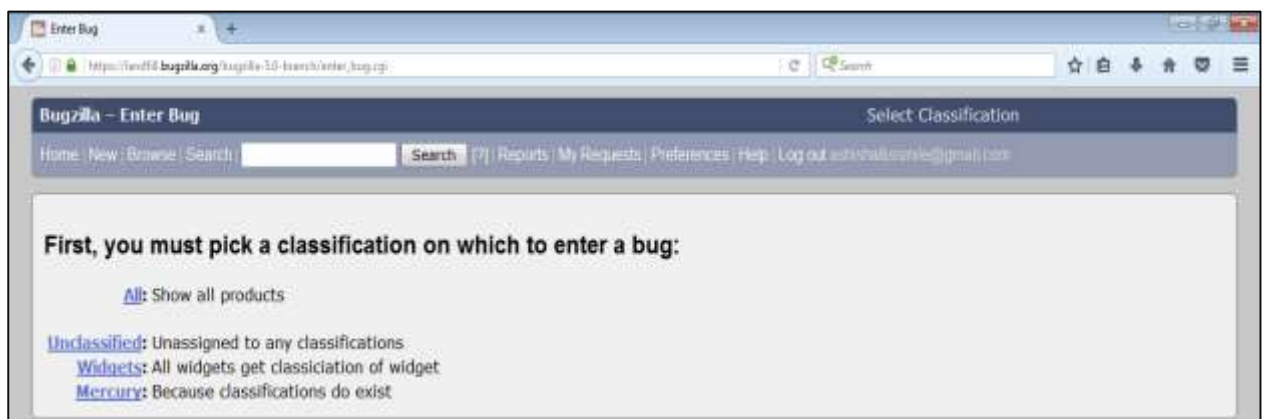 Enter Bug
Search
Bugzilla – Enter Bug
Select Classification
Home | New | Browse | Search | Search [?] | Reports | My Requests | Preferences | Help | Log out
First, you must pick a classification on which to enter a bug:
All: Show all products
Unclassified: Unassigned to any classifications
Widgets: All widgets get classiciation of widget
Mercury: Because classifications do exist